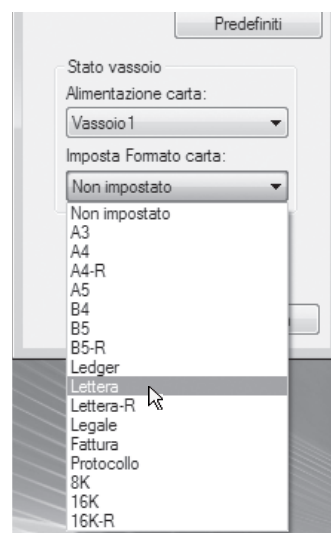 Predefiniti
Stato vassoio
Alimentazione carta:
Vassoio1
Imposta Formato carta:
Non impostato
Non impostato
A3
A4
A4-R
A5
B4
B5
B5-R
Ledger
Lettera
Lettera-R
Legale
Fattura
Protocollo
8K
16K
16K-R